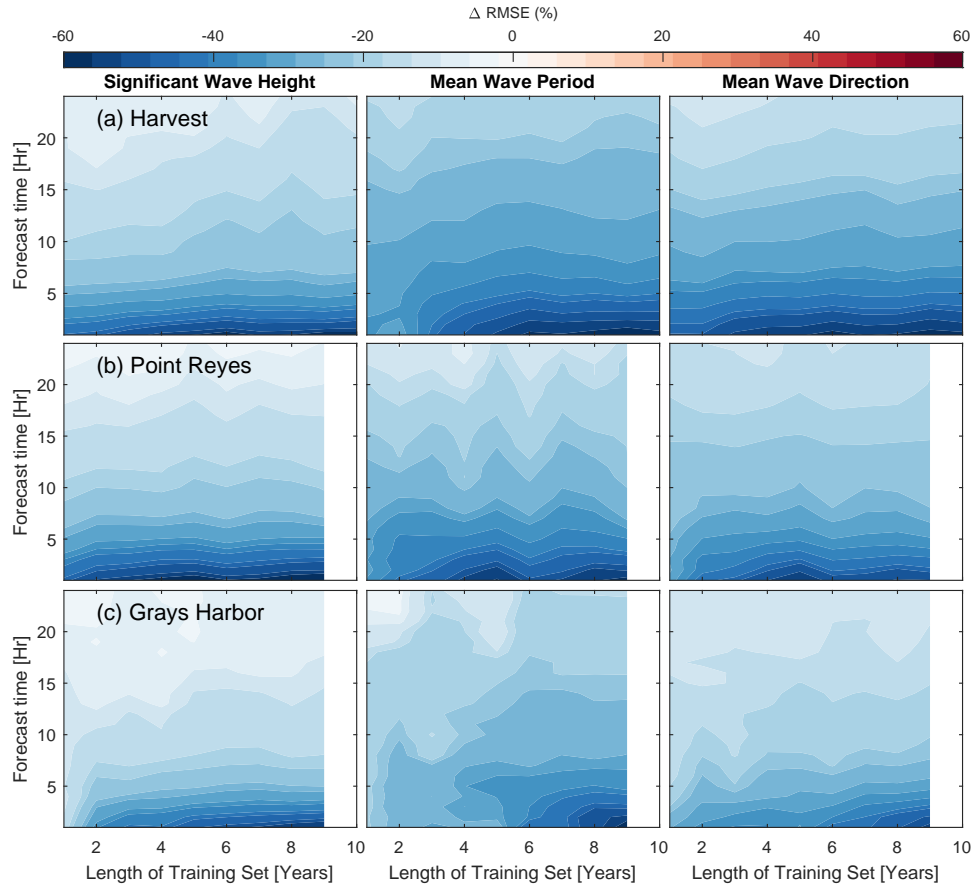 Δ RMSE (%)
-60 -40 -20 0 20 40 60
Significant Wave Height Mean Wave Period Mean Wave Direction
(a) Harvest
Forecast time [Hr]
20
15
10
5
(b) Point Reyes
Forecast time [Hr]
20
15
10
5
(c) Grays Harbor
Forecast time [Hr]
20
15
10
5
2 4 6 8 10 2 4 6 8 10 2 4 6 8 10
Length of Training Set [Years] Length of Training Set [Years] Length of Training Set [Years]